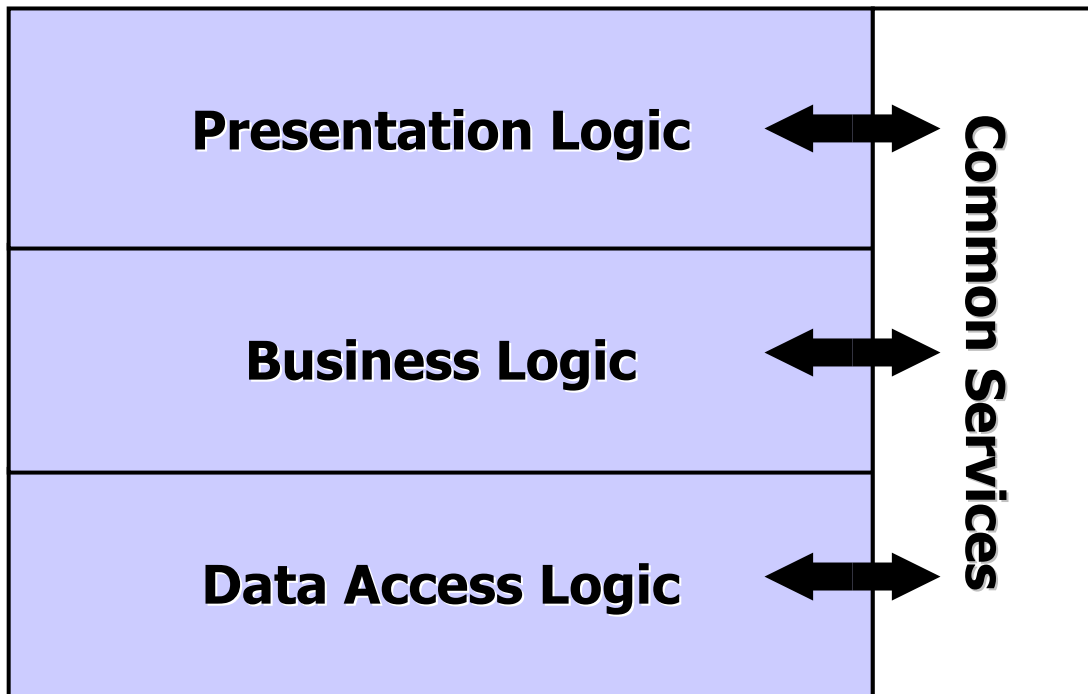 Presentation Logic
Business Logic
Data Access Logic
Common Services